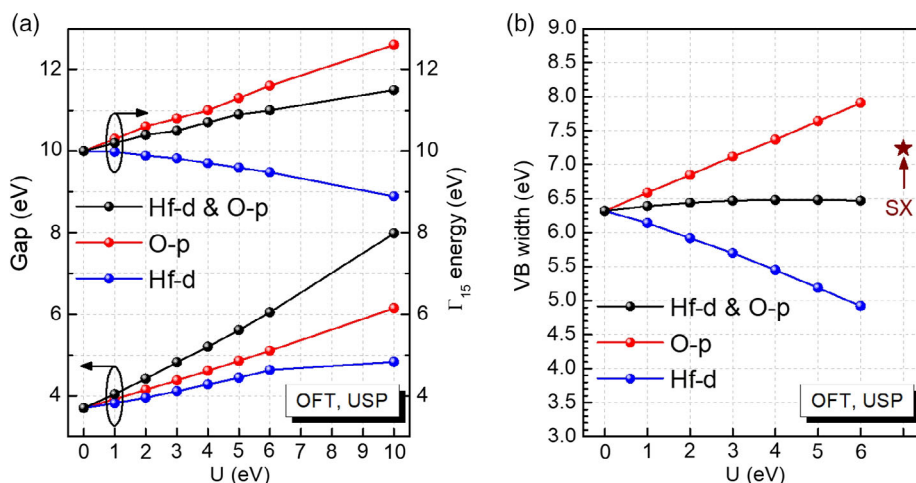 (a)
12
10
8
6
4
Gap (eV)
Hf-d & O-p
O-p
Hf-d
OFT, USP
0 1 2 3 4 5 6 7 8 9 10
U (eV)
12
10
8
6
4
Γ15 energy (eV)
(b)
9.0
8.5
8.0
7.5
7.0
6.5
6.0
5.5
5.0
4.5
4.0
3.5
3.0
VB width (eV)
SX
Hf-d & O-p
O-p
Hf-d
OFT, USP
0 1 2 3 4 5 6 7
U (eV)